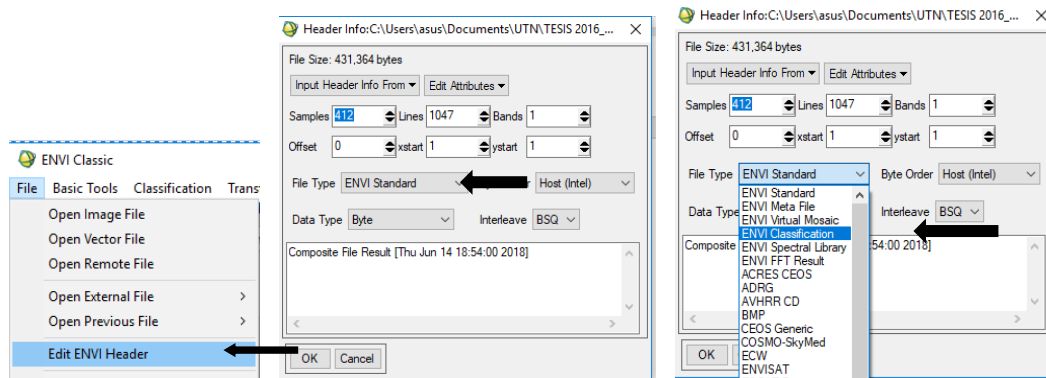 ENVI Classic
File Basic Tools Classification Trans
Open Image File
Open Vector File
Open Remote File
Open External File >
Open Previous File >
Edit ENVI Header
Header Info:C:\Users\asus\Documents\UTN\TESIS 2016_... X
File Size: 431,364 bytes
Input Header Info From Edit Attributes
Samples 412 Lines 1047 Bands 1
Offset 0 xstart 1 ystart 1
File Type ENVI Standard Host (Intel)
Data Type Byte Interleave BSQ
Composite File Result [Thu Jun 14 18:54:00 2018]
OK Cancel
Header Info:C:\Users\asus\Documents\UTN\TESIS 2016_... X
File Size: 431,364 bytes
Input Header Info From Edit Attributes
Samples 412 Lines 1047 Bands 1
Offset 0 xstart 1 ystart 1
File Type ENVI Standard Byte Order Host (Intel)
ENVI Standard
ENVI Meta File
ENVI Virtual Mosaic
Data Type Interleave BSQ
ENVI Classification
Composite ENVI Spectral Library 54:00 2018]
ENVI FFT Result
ACRES CEOS
ADRG
AVHRR CD
BMP
CEOS Generic
COSMO-SkyMed
OK ECW
ENVISAT